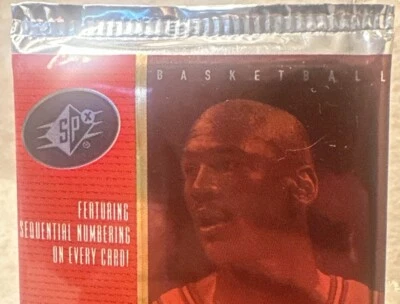 BASKETBALL
SPx
®
FEATURING
SEQUENTIAL NUMBERING
ON EVERY CARD!